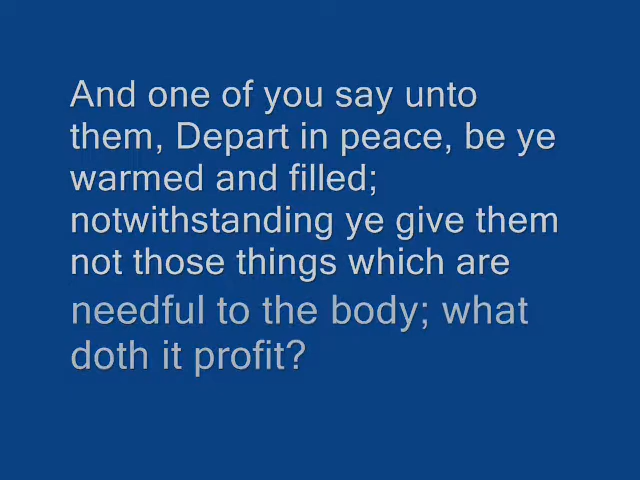 And one of you say unto
them, Depart in peace, be ye
warmed and filled;
notwithstanding ye give them
not those things which are
needful to the body; what
doth it profit?